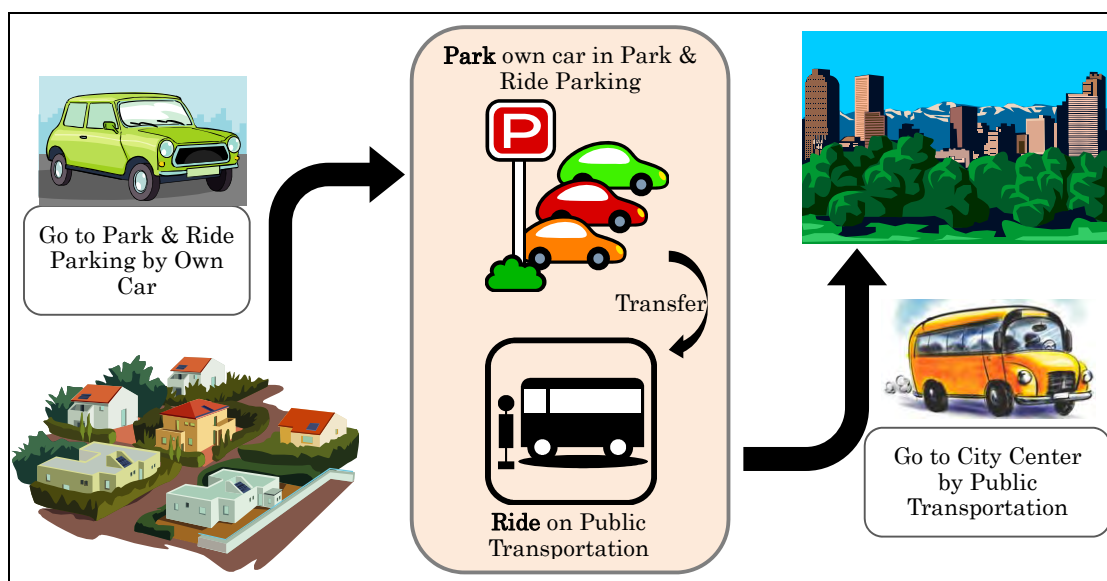 Go to Park & Ride
Parking by Own
Car
Park own car in Park &
Ride Parking
P
Transfer
Ride on Public
Transportation
Go to City Center
by Public
Transportation